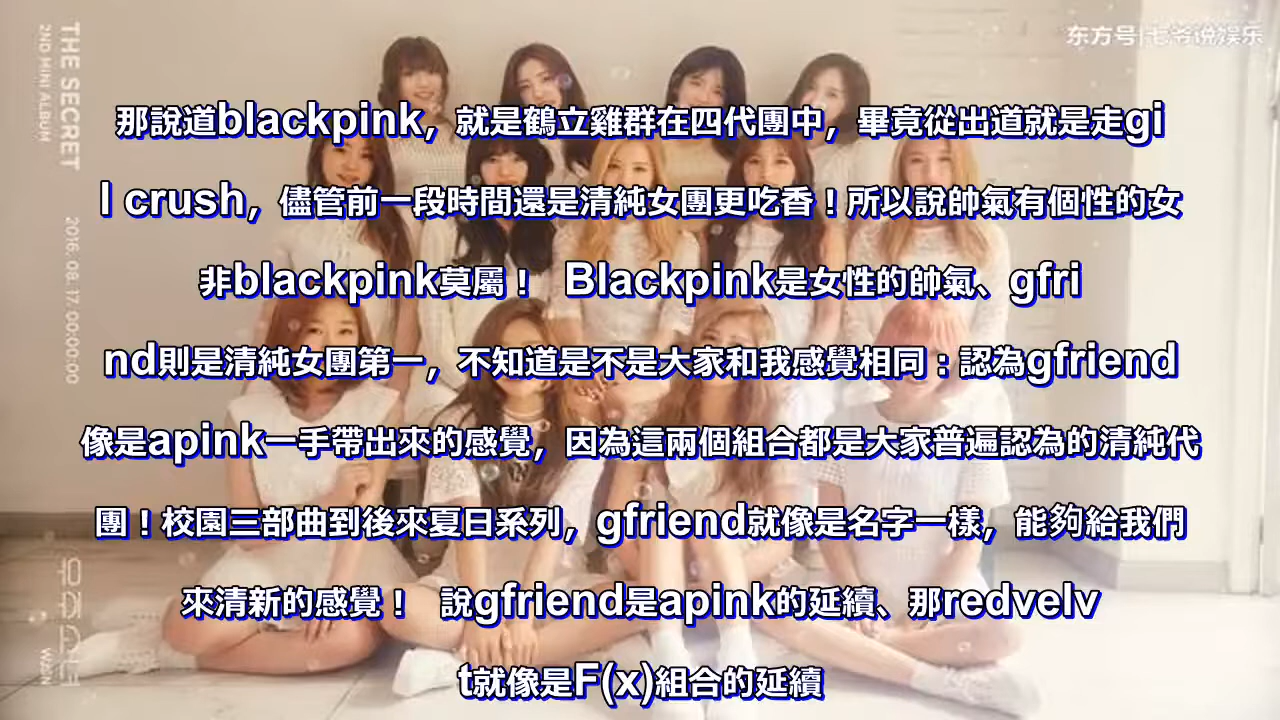 THE SECRET
2ND MINI ALBUM
2016. 08. 17. 00:00:00
우주소녀
WJSN
东方号|七爷说娱乐
那說道blackpink，就是鶴立雞群在四代團中，畢竟從出道就是走gi
l crush，儘管前一段時間還是清純女團更吃香！所以說帥氣有個性的女
非blackpink莫屬！ Blackpink是女性的帥氣、gfri
nd則是清純女團第一，不知道是不是大家和我感覺相同：認為gfriend
像是apink一手帶出來的感覺，因為這兩個組合都是大家普遍認為的清純代
團！校園三部曲到後來夏日系列，gfriend就像是名字一樣，能夠給我們
來清新的感覺！ 說gfriend是apink的延續、那redvelv
t就像是F(x)組合的延續